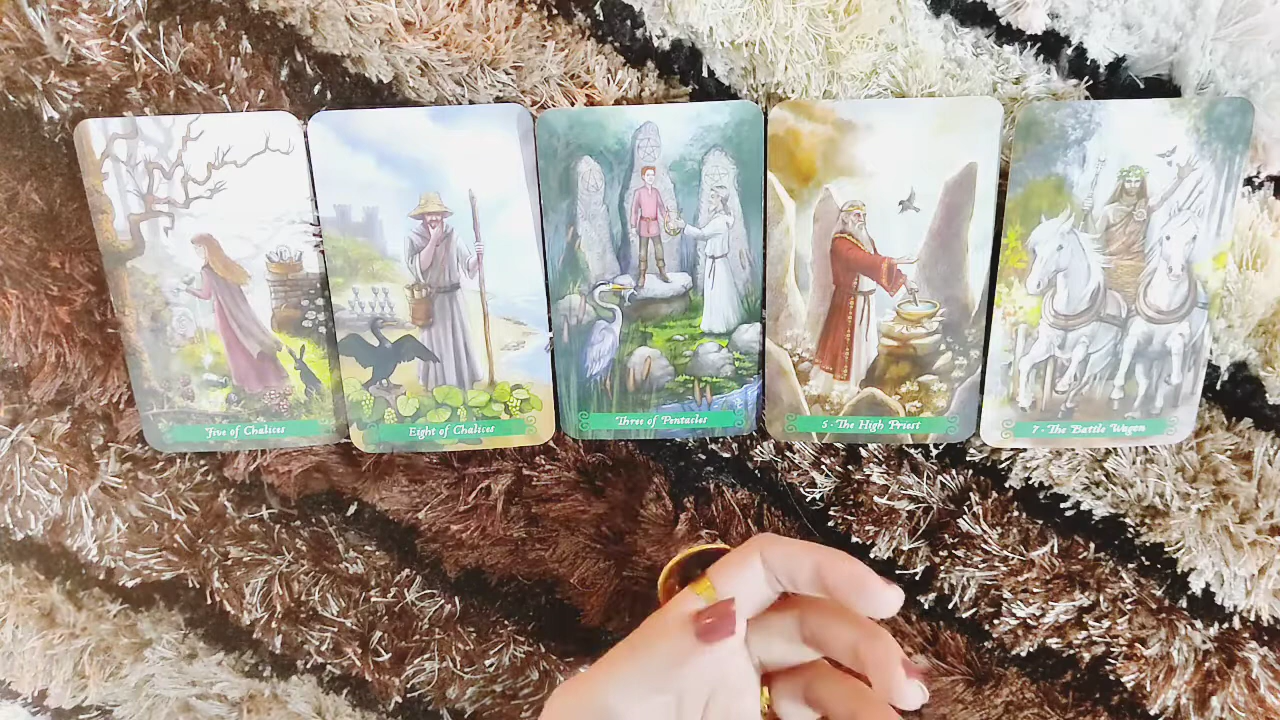 Five of Chalices
Eight of Chalices
Three of Pentacles
5 · The High Priest
7 · The Battle Wagon